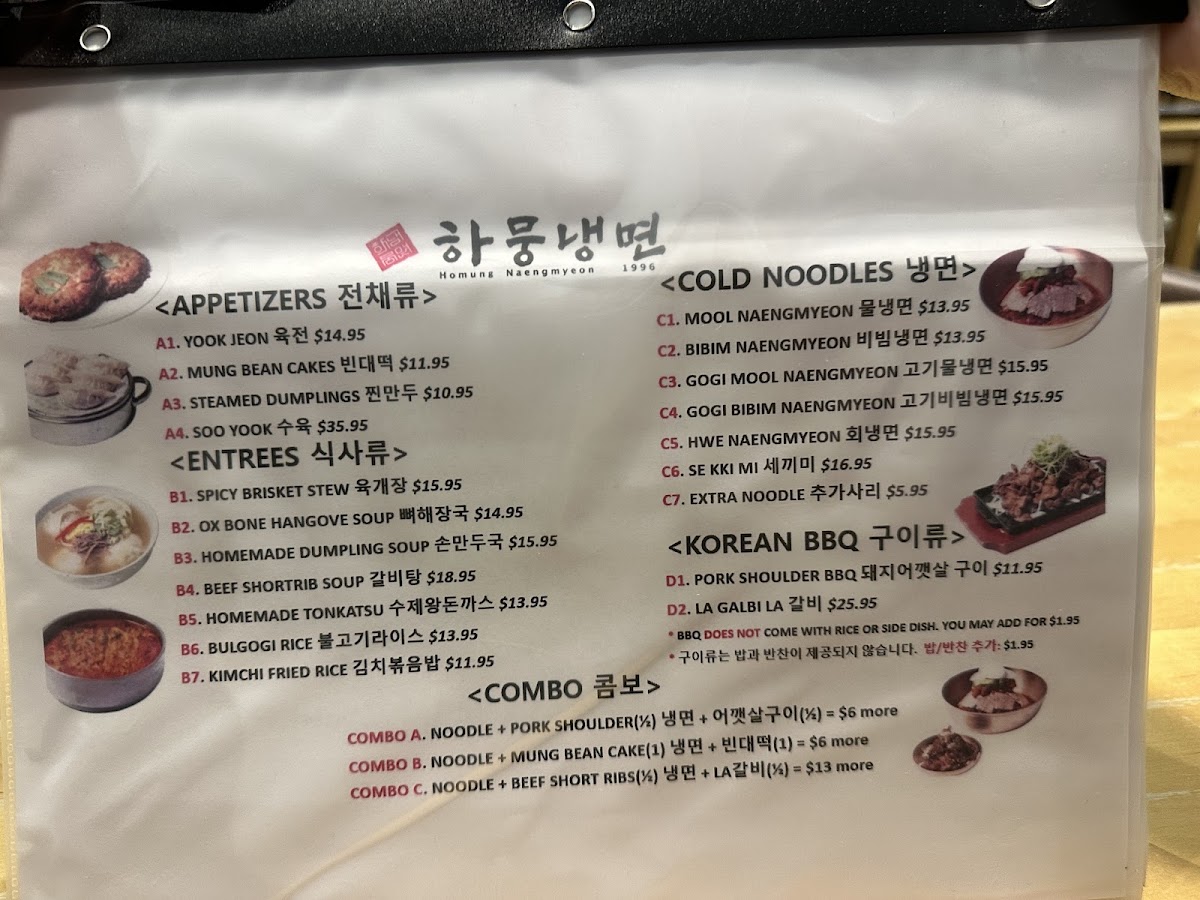 하뭉냉면
Homung Naengmyeon 1996
<APPETIZERS 전채류>
A1. YOOK JEON 육전 $14.95
A2. MUNG BEAN CAKES 빈대떡 $11.95
A3. STEAMED DUMPLINGS 찐만두 $10.95
A4. SOO YOOK 수육 $35.95
<ENTREES 식사류>
B1. SPICY BRISKET STEW 육개장 $15.95
B2. OX BONE HANGOVE SOUP 뼈해장국 $14.95
B3. HOMEMADE DUMPLING SOUP 손만두국 $15.95
B4. BEEF SHORTRIB SOUP 갈비탕 $18.95
B5. HOMEMADE TONKATSU 수제왕돈까스 $13.95
B6. BULGOGI RICE 불고기라이스 $13.95
B7. KIMCHI FRIED RICE 김치볶음밥 $11.95
<COLD NOODLES 냉면>
C1. MOOL NAENGMYEON 물냉면 $13.95
C2. BIBIM NAENGMYEON 비빔냉면 $13.95
C3. GOGI MOOL NAENGMYEON 고기물냉면 $15.95
C4. GOGI BIBIM NAENGMYEON 고기비빔냉면 $15.95
C5. HWE NAENGMYEON 회냉면 $15.95
C6. SE KKI MI 세끼미 $16.95
C7. EXTRA NOODLE 추가사리 $5.95
<KOREAN BBQ 구이류>
D1. PORK SHOULDER BBQ 돼지어깻살 구이 $11.95
D2. LA GALBI LA 갈비 $25.95
* BBQ DOES NOT COME WITH RICE OR SIDE DISH. YOU MAY ADD FOR $1.95
* 구이류는 밥과 반찬이 제공되지 않습니다. 밥/반찬 추가: $1.95
<COMBO 콤보>
COMBO A. NOODLE + PORK SHOULDER(½) 냉면 + 어깻살구이(½) = $6 more
COMBO B. NOODLE + MUNG BEAN CAKE(1) 냉면 + 빈대떡(1) = $6 more
COMBO C. NOODLE + BEEF SHORT RIBS(½) 냉면 + LA갈비(½) = $13 more